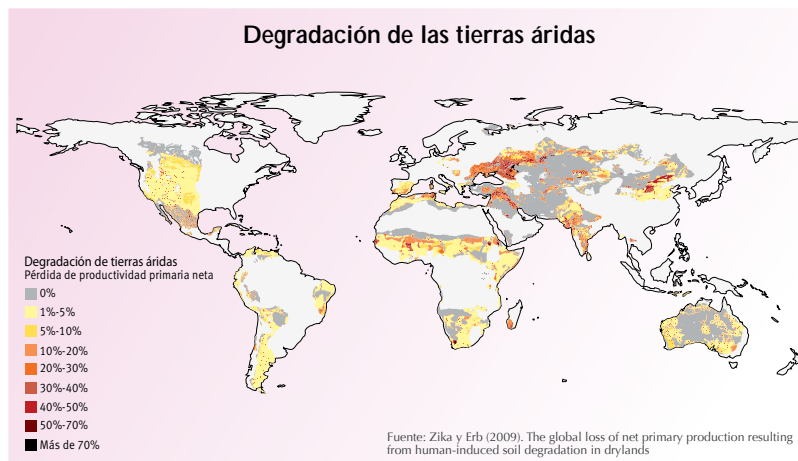 Degradación de las tierras áridas
Degradación de tierras áridas
Pérdida de productividad primaria neta
0%
1%-5%
5%-10%
10%-20%
20%-30%
30%-40%
40%-50%
50%-70%
Más de 70%
Fuente: Zika y Erb (2009). The global loss of net primary production resulting
from human-induced soil degradation in drylands